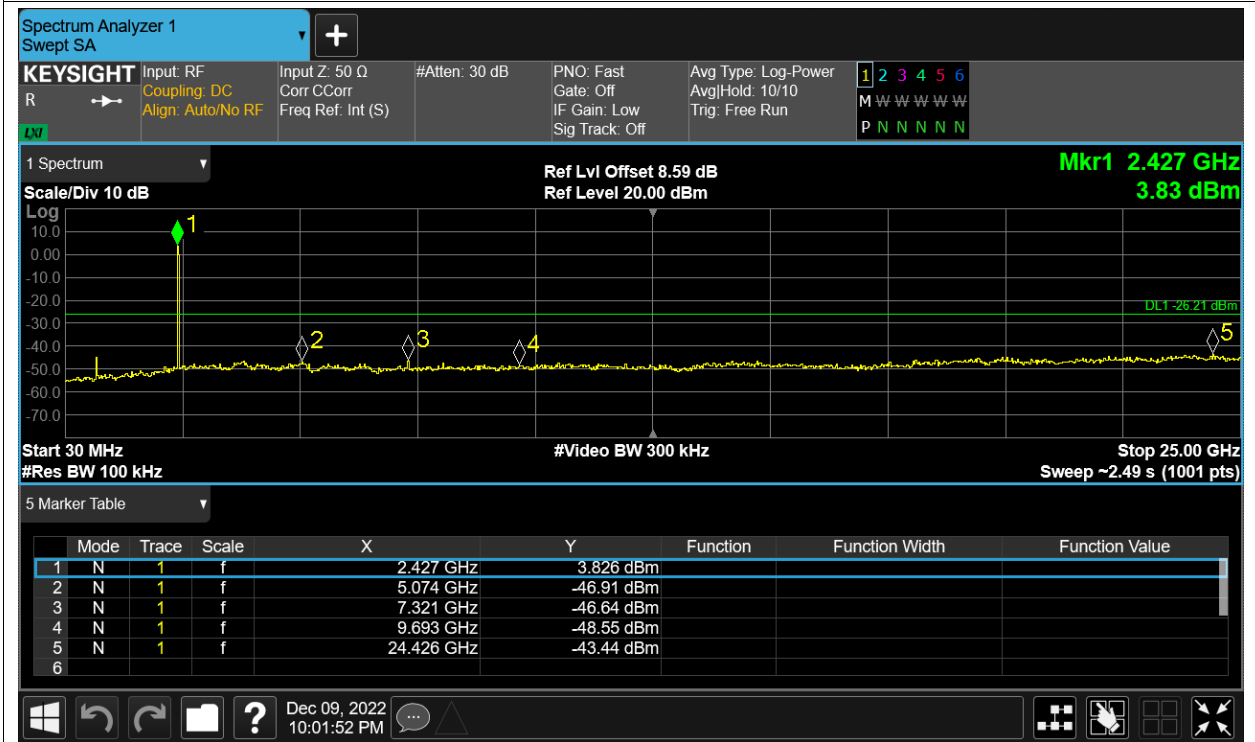 Spectrum Analyzer 1
Swept SA
+
KEYSIGHT
R
LXI
Input: RF
Coupling: DC
Align: Auto/No RF
Input Z: 50 Ω
Corr CCorr
Freq Ref: Int (S)
#Atten: 30 dB
PNO: Fast
Gate: Off
IF Gain: Low
Sig Track: Off
Avg Type: Log-Power
Avg|Hold: 10/10
Trig: Free Run
1 2 3 4 5 6
M W W W W W
P N N N N N
1 Spectrum
Scale/Div 10 dB
Ref Lvl Offset 8.59 dB
Ref Level 20.00 dBm
Mkr1 2.427 GHz
3.83 dBm
Log
10.0
0.00
-10.0
-20.0
-30.0
-40.0
-50.0
-60.0
-70.0
1
2
3
4
5
DL1 -26.21 dBm
Start 30 MHz
#Res BW 100 kHz
#Video BW 300 kHz
Stop 25.00 GHz
Sweep ~2.49 s (1001 pts)
5 Marker Table
Mode Trace Scale X Y Function Function Width Function Value
1 N 1 f 2.427 GHz 3.826 dBm
2 N 1 f 5.074 GHz -46.91 dBm
3 N 1 f 7.321 GHz -46.64 dBm
4 N 1 f 9.693 GHz -48.55 dBm
5 N 1 f 24.426 GHz -43.44 dBm
6
?
Dec 09, 2022
10:01:52 PM